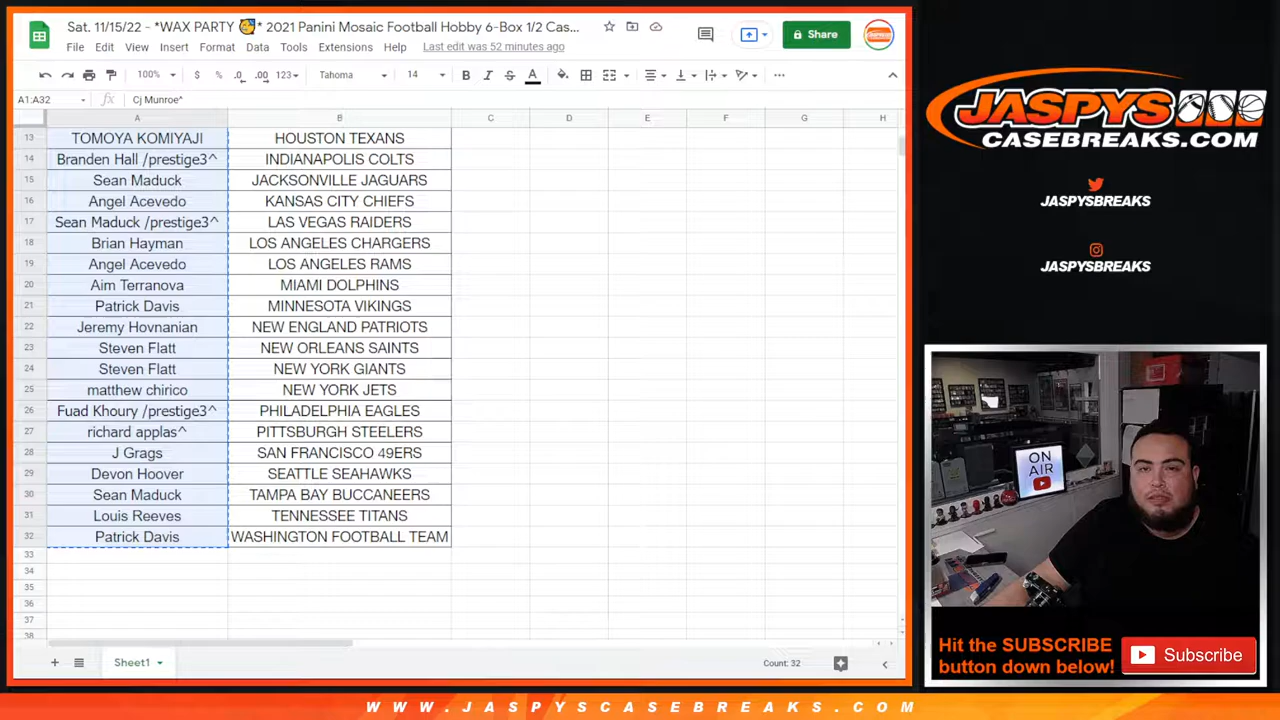 Sat. 11/15/22 - *WAX PARTY 🥳* 2021 Panini Mosaic Football Hobby 6-Box 1/2 Cas...
File Edit View Insert Format Data Tools Extensions Help Last edit was 52 minutes ago
Share
100% $ % .0 .00 123 Tahoma 14 B I S A
A1:A32 fx Cj Munroe^
A B C D E F G H
13 TOMOYA KOMIYAJI HOUSTON TEXANS
14 Branden Hall /prestige3^ INDIANAPOLIS COLTS
15 Sean Maduck JACKSONVILLE JAGUARS
16 Angel Acevedo KANSAS CITY CHIEFS
17 Sean Maduck /prestige3^ LAS VEGAS RAIDERS
18 Brian Hayman LOS ANGELES CHARGERS
19 Angel Acevedo LOS ANGELES RAMS
20 Aim Terranova MIAMI DOLPHINS
21 Patrick Davis MINNESOTA VIKINGS
22 Jeremy Hovnanian NEW ENGLAND PATRIOTS
23 Steven Flatt NEW ORLEANS SAINTS
24 Steven Flatt NEW YORK GIANTS
25 matthew chirico NEW YORK JETS
26 Fuad Khoury /prestige3^ PHILADELPHIA EAGLES
27 richard applas^ PITTSBURGH STEELERS
28 J Grags SAN FRANCISCO 49ERS
29 Devon Hoover SEATTLE SEAHAWKS
30 Sean Maduck TAMPA BAY BUCCANEERS
31 Louis Reeves TENNESSEE TITANS
32 Patrick Davis WASHINGTON FOOTBALL TEAM
33
34
35
36
37
38
Sheet1 Count: 32
JASPYS
CASEBREAKS.COM
JASPYSBREAKS
JASPYSBREAKS
ON
AIR
Hit the SUBSCRIBE
button down below!
Subscribe
WWW.JASPYSCASEBREAKS.COM